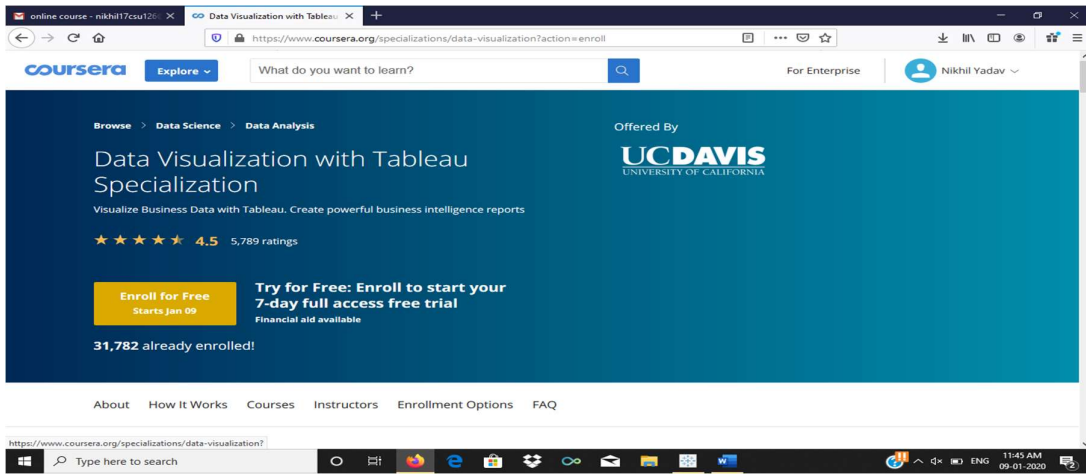 online course - nikhil17csu126
Data Visualization with Tableau
https://www.coursera.org/specializations/data-visualization?action=enroll
coursera
Explore
What do you want to learn?
For Enterprise
Nikhil Yadav
Browse > Data Science > Data Analysis
Offered By
Data Visualization with Tableau
Specialization
UCDAVIS
UNIVERSITY OF CALIFORNIA
Visualize Business Data with Tableau. Create powerful business intelligence reports
4.5 5,789 ratings
Enroll for Free
Starts Jan 09
Try for Free: Enroll to start your
7-day full access free trial
Financial aid available
31,782 already enrolled!
About How It Works Courses Instructors Enrollment Options FAQ
https://www.coursera.org/specializations/data-visualization?
Type here to search
ENG
11:45 AM
09-01-2020